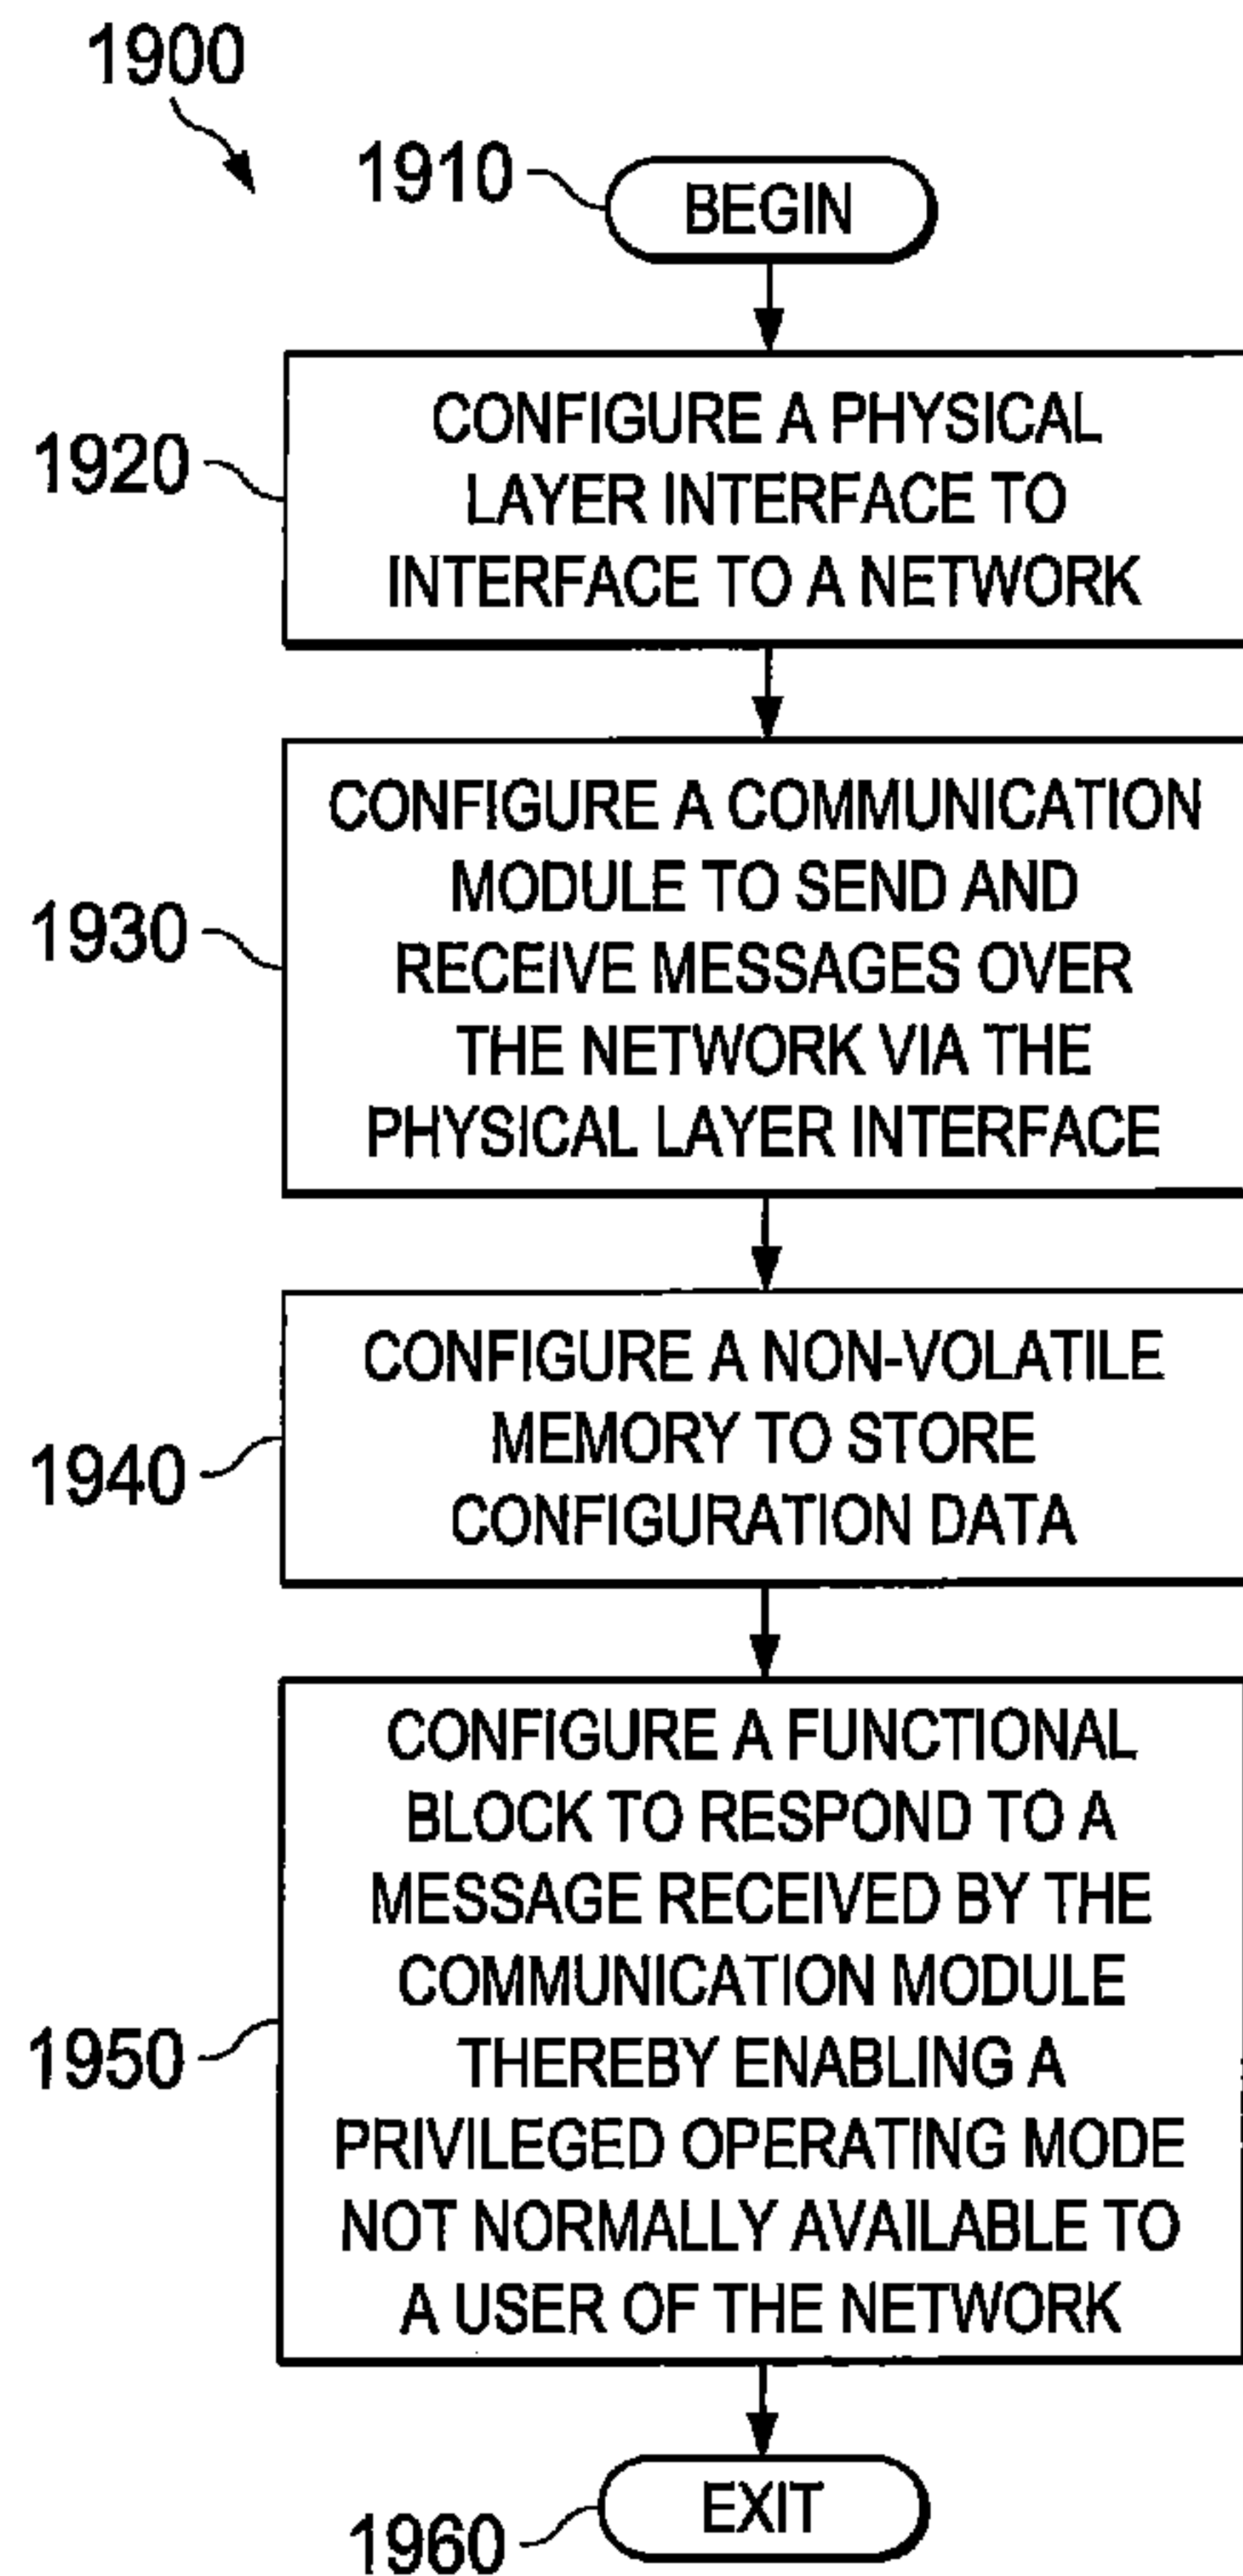 1900
1910
BEGIN
1920
CONFIGURE A PHYSICAL
LAYER INTERFACE TO
INTERFACE TO A NETWORK
1930
CONFIGURE A COMMUNICATION
MODULE TO SEND AND
RECEIVE MESSAGES OVER
THE NETWORK VIA THE
PHYSICAL LAYER INTERFACE
1940
CONFIGURE A NON-VOLATILE
MEMORY TO STORE
CONFIGURATION DATA
1950
CONFIGURE A FUNCTIONAL
BLOCK TO RESPOND TO A
MESSAGE RECEIVED BY THE
COMMUNICATION MODULE
THEREBY ENABLING A
PRIVILEGED OPERATING MODE
NOT NORMALLY AVAILABLE TO
A USER OF THE NETWORK
1960
EXIT